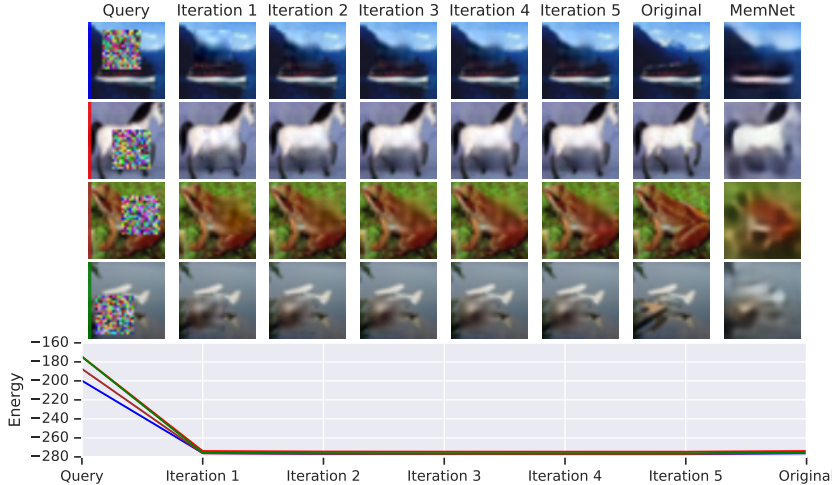 Query Iteration 1 Iteration 2 Iteration 3 Iteration 4 Iteration 5 Original MemNet
−160
−180
−200
−220
−240
−260
−280
Energy
Query Iteration 1 Iteration 2 Iteration 3 Iteration 4 Iteration 5 Original